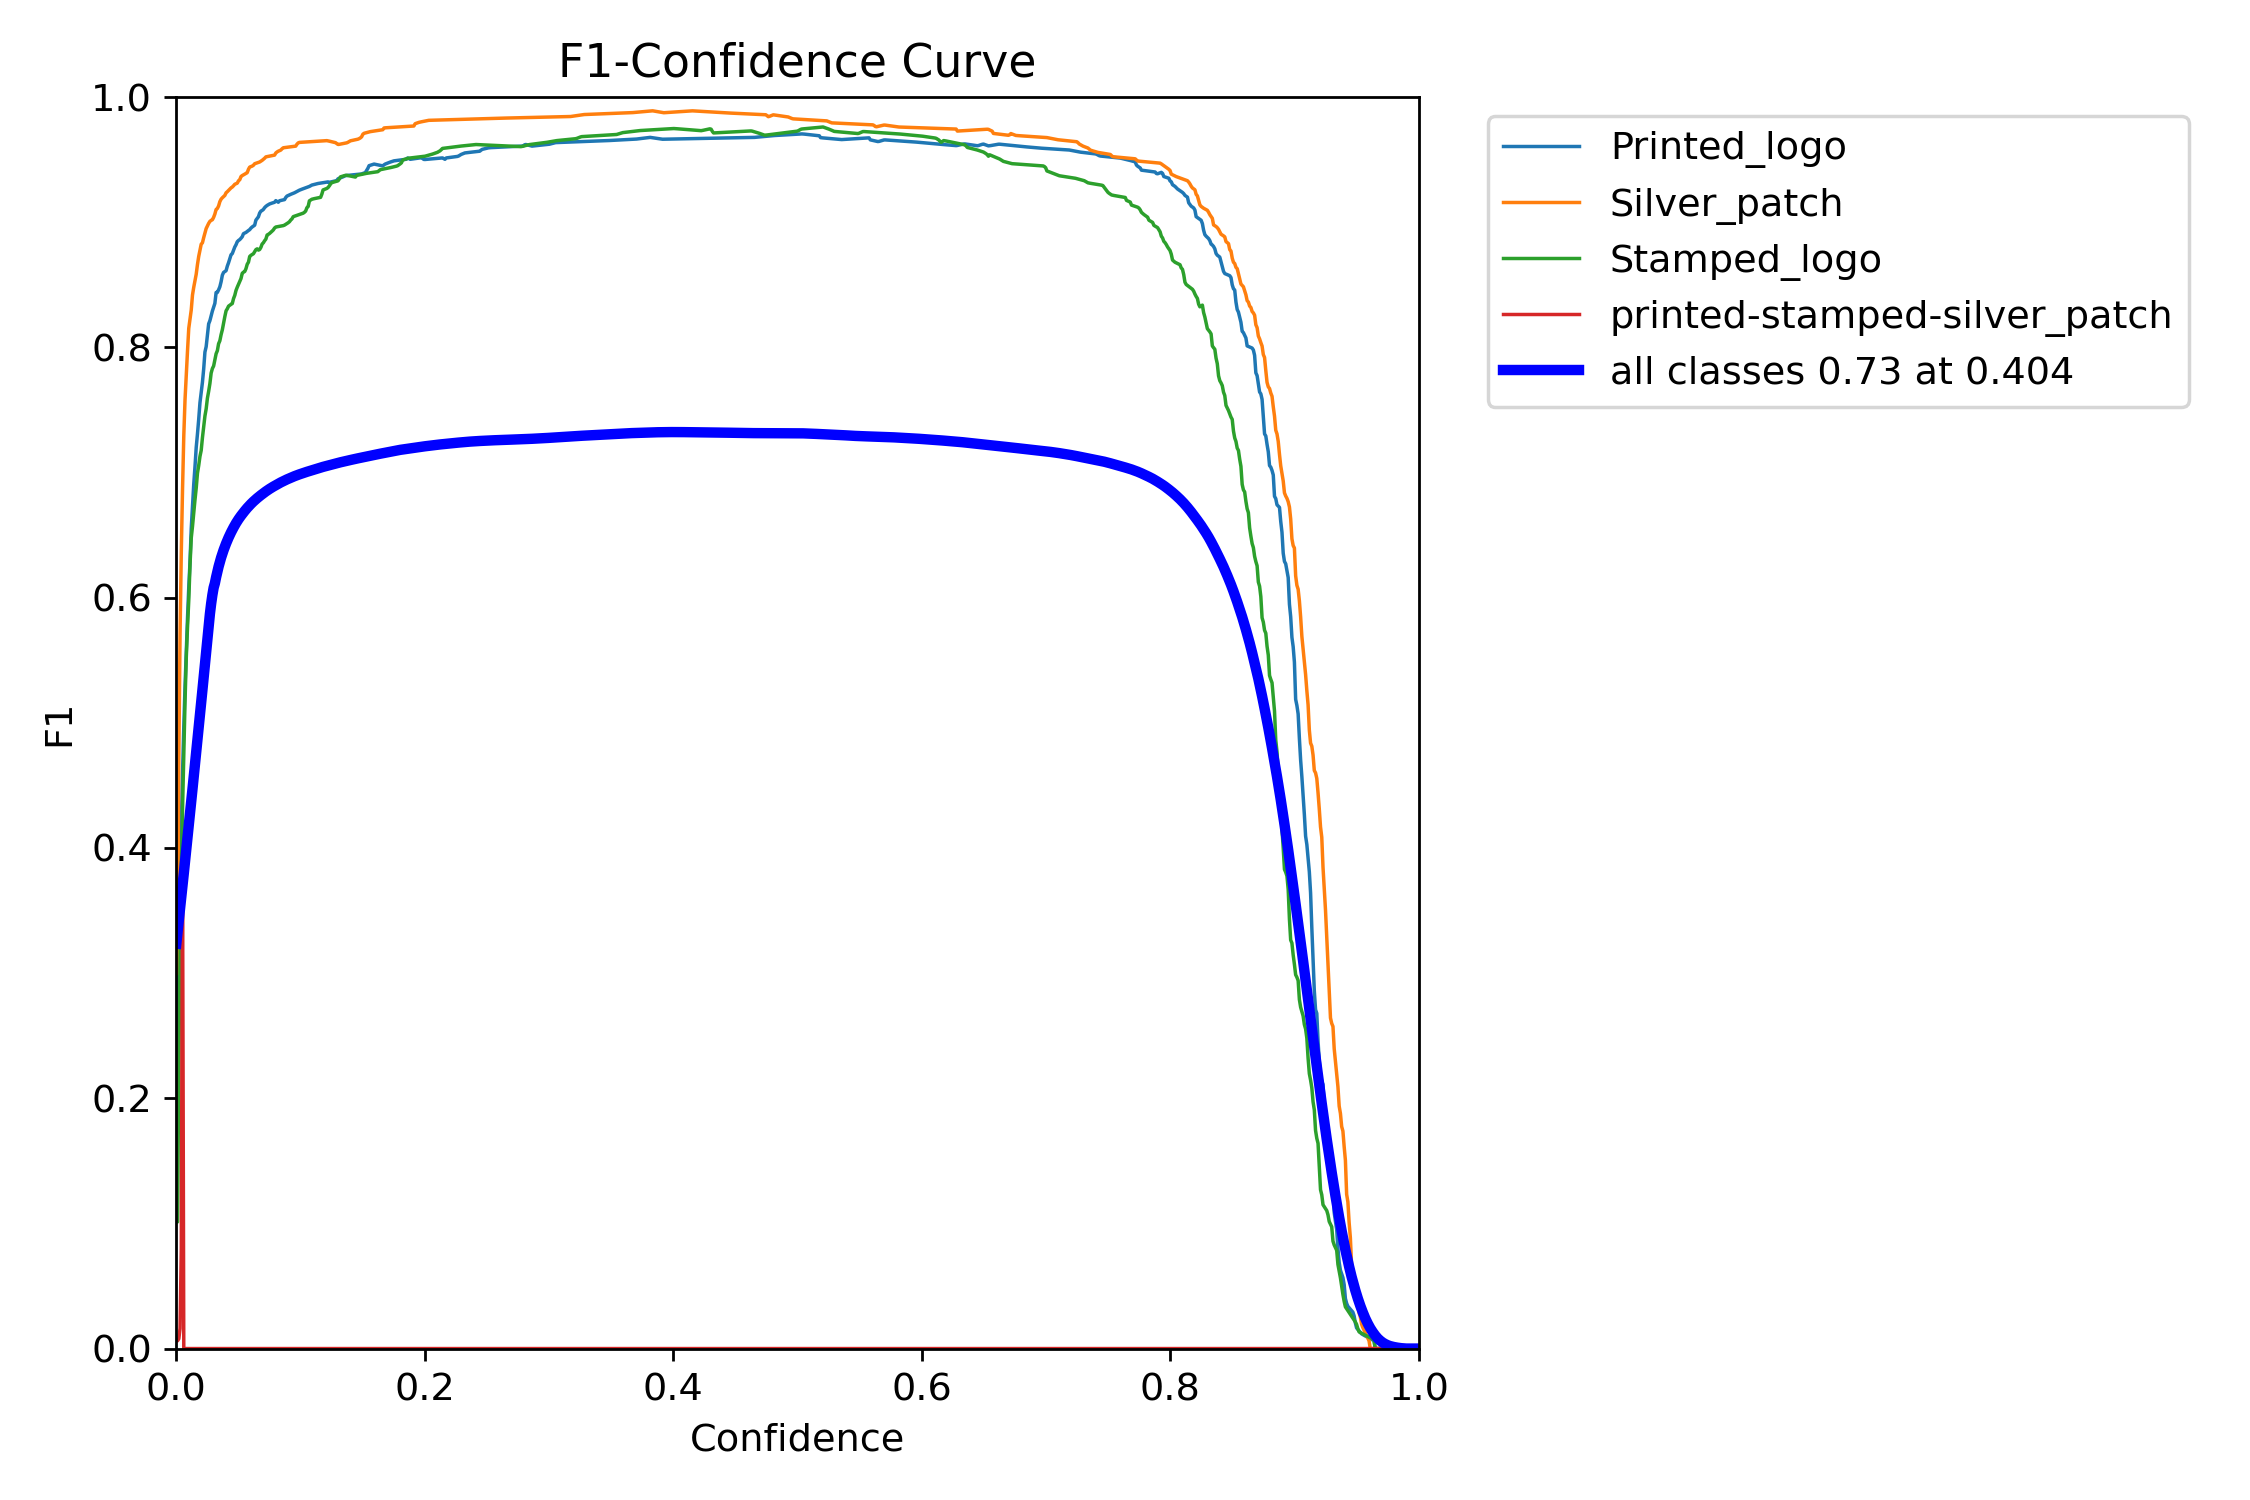 F1-Confidence Curve
1.0
0.8
0.6
0.4
0.2
0.0
F1
0.0 0.2 0.4 0.6 0.8 1.0
Confidence
Printed_logo
Silver_patch
Stamped_logo
printed-stamped-silver_patch
all classes 0.73 at 0.404